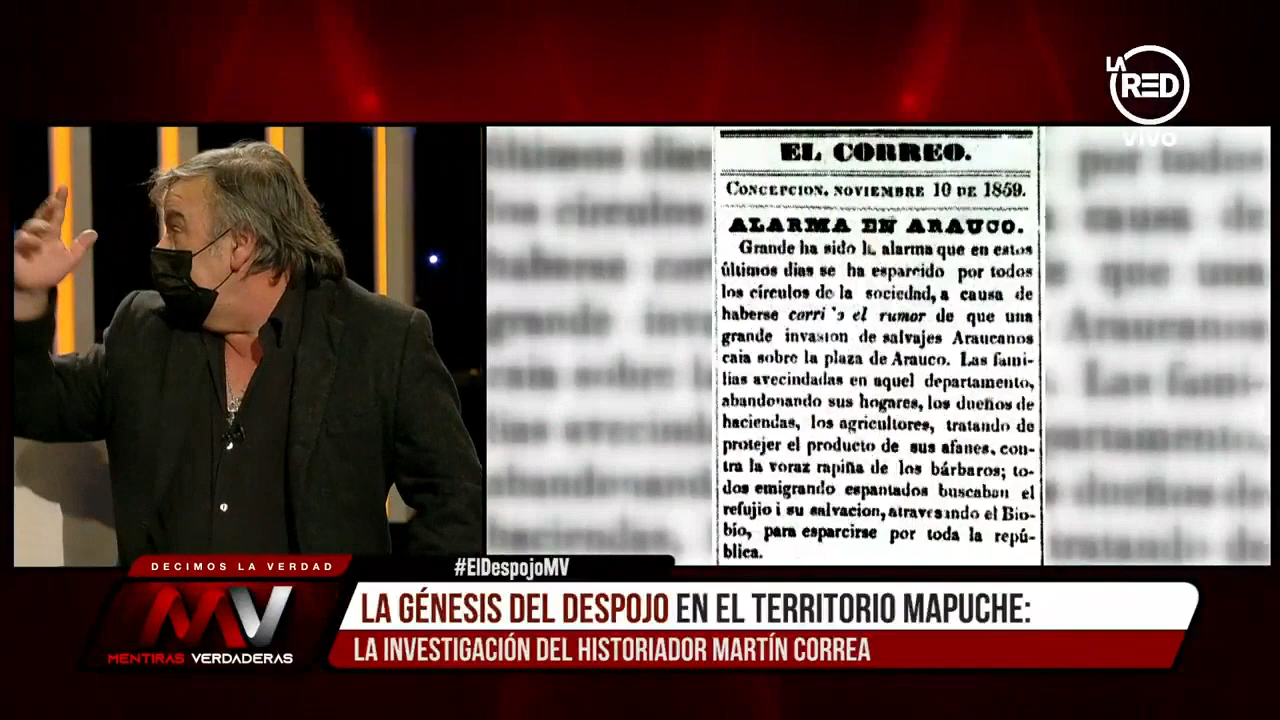 LA
RED
VIVO
EL CORREO.
CONCEPCION, NOVIEMBRE 10 DE 1859.
ALARMA EN ARAUCO.
Grande ha sido la alarma que en estos
últimos dias se ha esparcido por todos
los círculos de la sociedad, a causa de
haberse el rumor de que una
grande invasion de salvajes Araucanos
caia sobre la plaza de Arauco. Las fami-
lias avecindadas en aquel departamento,
abandonando sus hogares, los dueños de
haciendas, los agricultores, tratando de
protejer el producto de sus afanes, con-
tra la voraz rapiña de los bárbaros; to-
dos emigrando espantados buscaban el
refujio i su salvacion, atravesando el Bio-
bio, para esparcirse por toda la repú-
blica.
#ElDespojoMV
DECIMOS LA VERDAD
MV
MENTIRAS VERDADERAS
LA GÉNESIS DEL DESPOJO EN EL TERRITORIO MAPUCHE:
LA INVESTIGACIÓN DEL HISTORIADOR MARTÍN CORREA